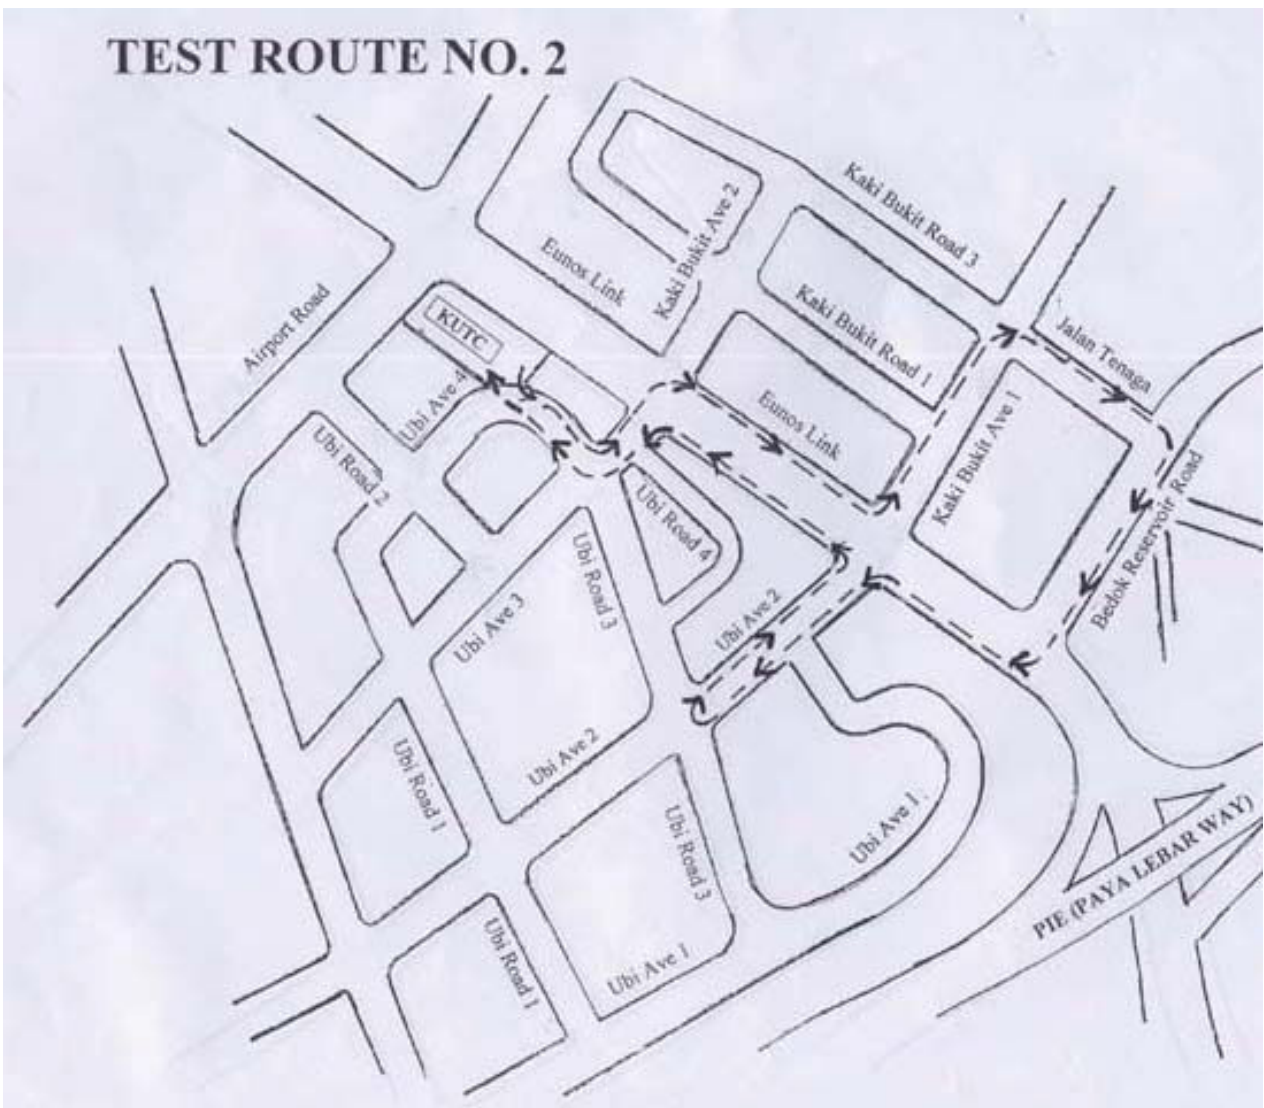 TEST ROUTE NO. 2
Kaki Bukit Road 3
Kaki Bukit Ave 2
Eunos Link
Airport Road
KUTC
Kaki Bukit Road 1
Jalan Tenaga
Ubi Ave 4
Eunos Link
Kaki Bukit Ave 1
Ubi Road 2
Ubi Road 4
Bedok Reservoir Road
Ubi Road 3
Ubi Ave 3
Ubi Ave 2
Ubi Ave 2
Ubi Road 1
Ubi Road 3
Ubi Ave 1
PIE (PAYA LEBAR WAY)
Ubi Road 1
Ubi Ave 1